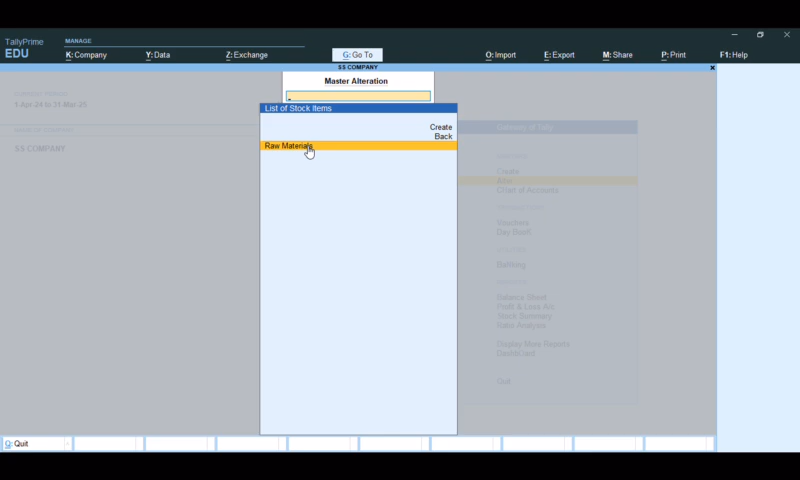 TallyPrime
EDU
MANAGE
K: Company
Y: Data
Z: Exchange
G: Go To
O: Import
E: Export
M: Share
P: Print
F1: Help
SS COMPANY
Master Alteration
List of Stock Items
Create
Back
Raw Materials
1-Apr-24 to 31-Mar-25
SS COMPANY
Gateway of Tally
Create
Alter
Chart of Accounts
Vouchers
Day Book
Banking
Balance Sheet
Profit & Loss A/c
Stock Summary
Ratio Analysis
Display More Reports
DashBoard
Quit
Q: Quit